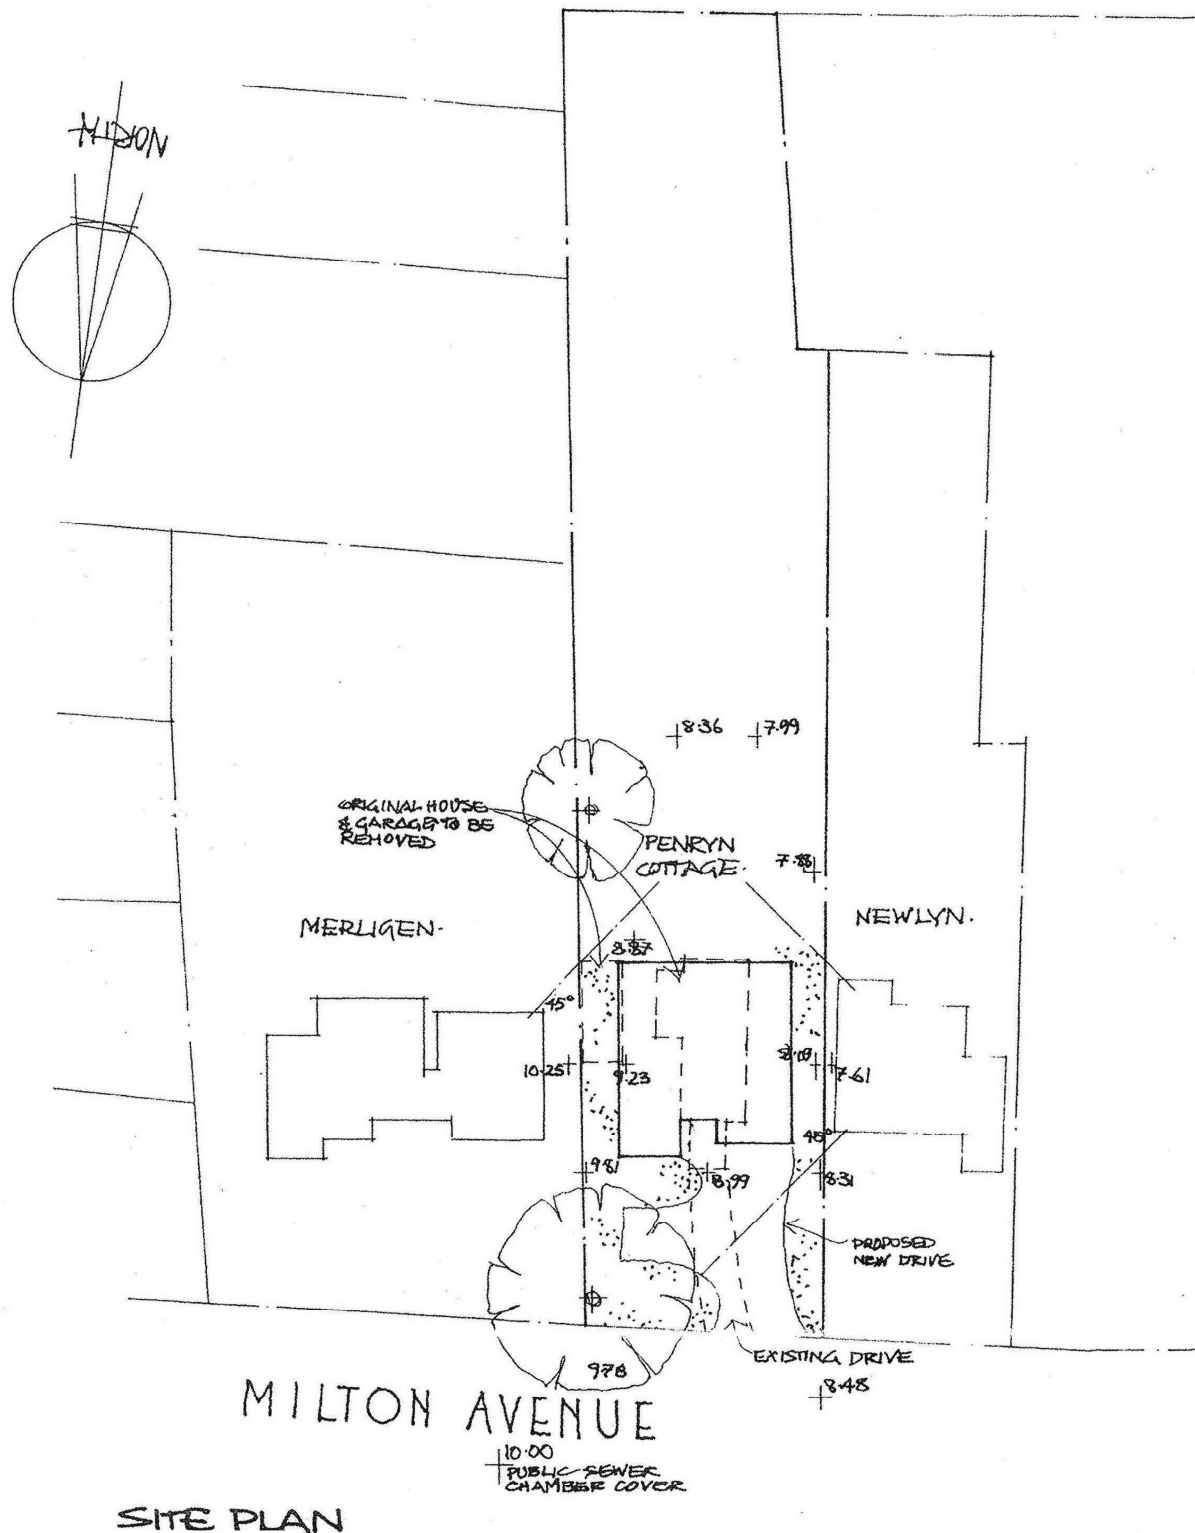 NORTH
8.36
7.99
ORIGINAL HOUSE
& GARAGE TO BE
REMOVED
PENRYN
COTTAGE.
7.88
MERLIGEN.
NEWLYN.
8.87
45°
10.25
9.23
8.19
7.61
45°
9.81
8.99
8.31
PROPOSED
NEW DRIVE
EXISTING DRIVE
9.78
8.48
MILTON AVENUE
10.00
PUBLIC SEWER
CHAMBER COVER
SITE PLAN